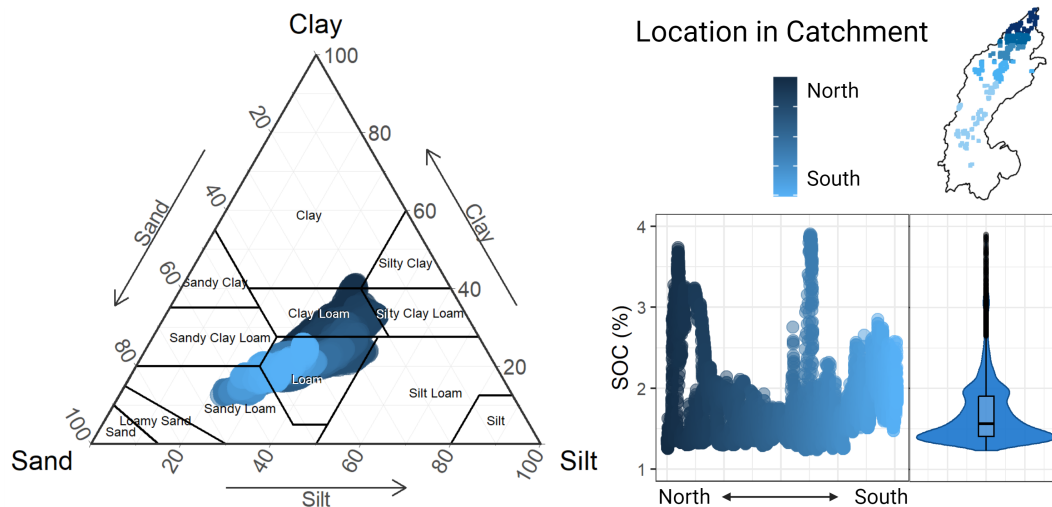 Clay
100
20
80
40
Sand
60
Clay
Clay
60
Silty Clay
Sandy Clay
40
Clay Loam
Silty Clay Loam
80
Sandy Clay Loam
20
Loam
Silt Loam
100
Sandy Loam
Loamy Sand
Sand
Silt
Sand
20
40
60
80
100
Silt
Silt
Location in Catchment
North
South
4
3
2
1
SOC (%)
North
South